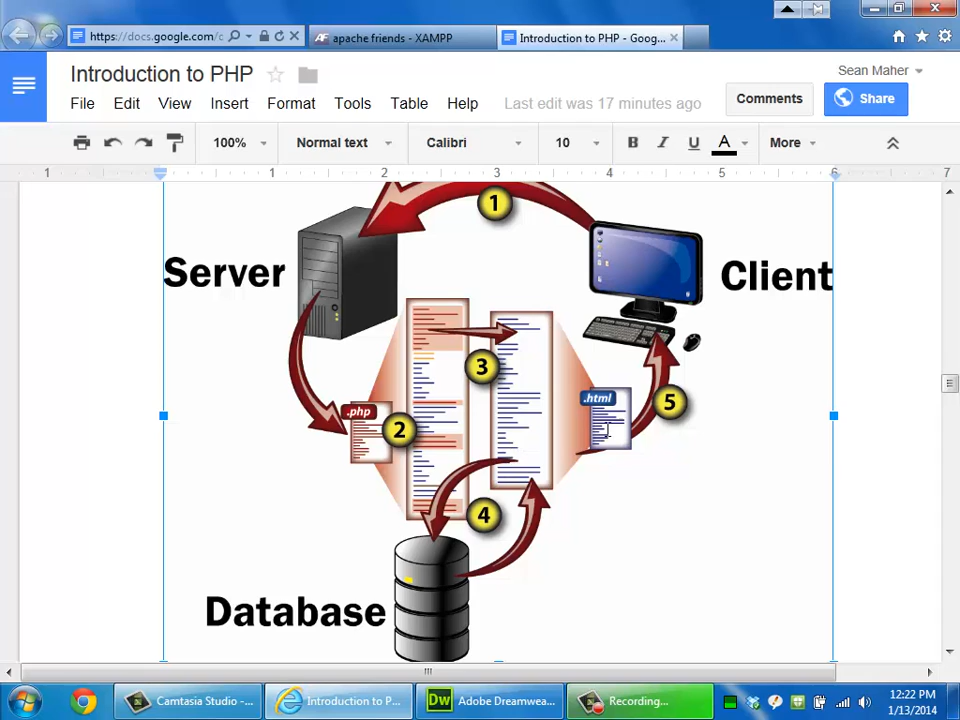 https://docs.google.com/c
apache friends - XAMPP
Introduction to PHP - Goog...
Introduction to PHP
Sean Maher
File Edit View Insert Format Tools Table Help Last edit was 17 minutes ago
Comments
Share
100% Normal text Calibri 10 B I U A More
1 1 2 3 4 5 6 7
1
Server
Client
3
.html
5
.php
2
4
Database
Camtasia Studio -...
Introduction to P...
Dw
Adobe Dreamwea...
Recording...
12:22 PM
1/13/2014